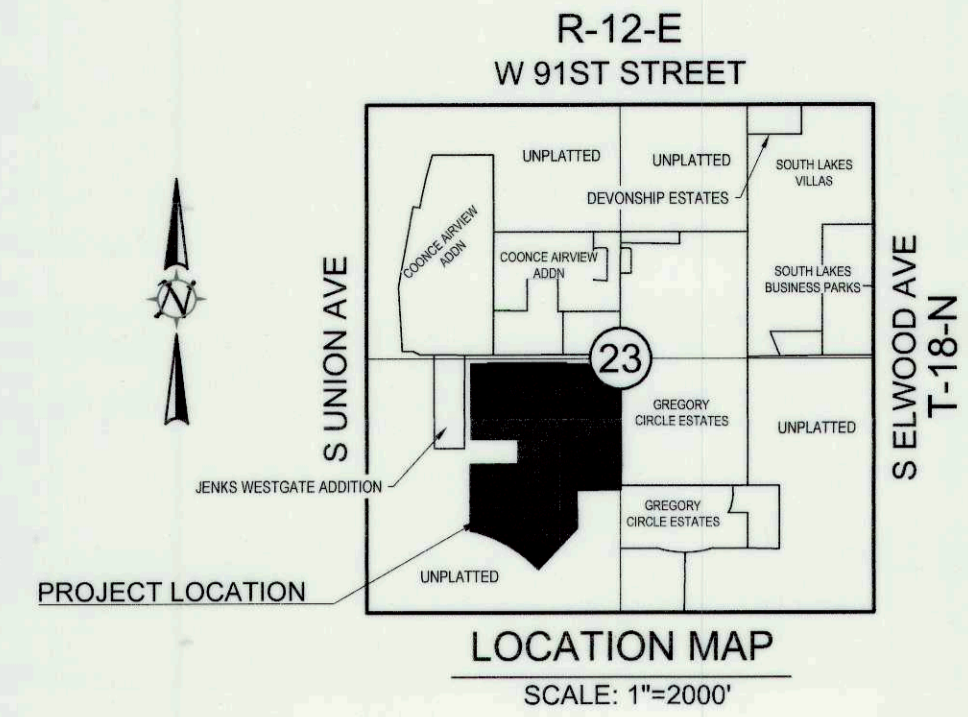 R-12-E
W 91ST STREET
UNPLATTED
UNPLATTED
SOUTH LAKES
VILLAS
DEVONSHIP ESTATES
COONCE AIRVIEW
ADDN
COONCE AIRVIEW
ADDN
SOUTH LAKES
BUSINESS PARKS
S UNION AVE
S ELWOOD AVE
T-18-N
N
23
GREGORY
CIRCLE ESTATES
UNPLATTED
JENKS WESTGATE ADDITION
GREGORY
CIRCLE ESTATES
UNPLATTED
PROJECT LOCATION
LOCATION MAP
SCALE: 1"=2000'